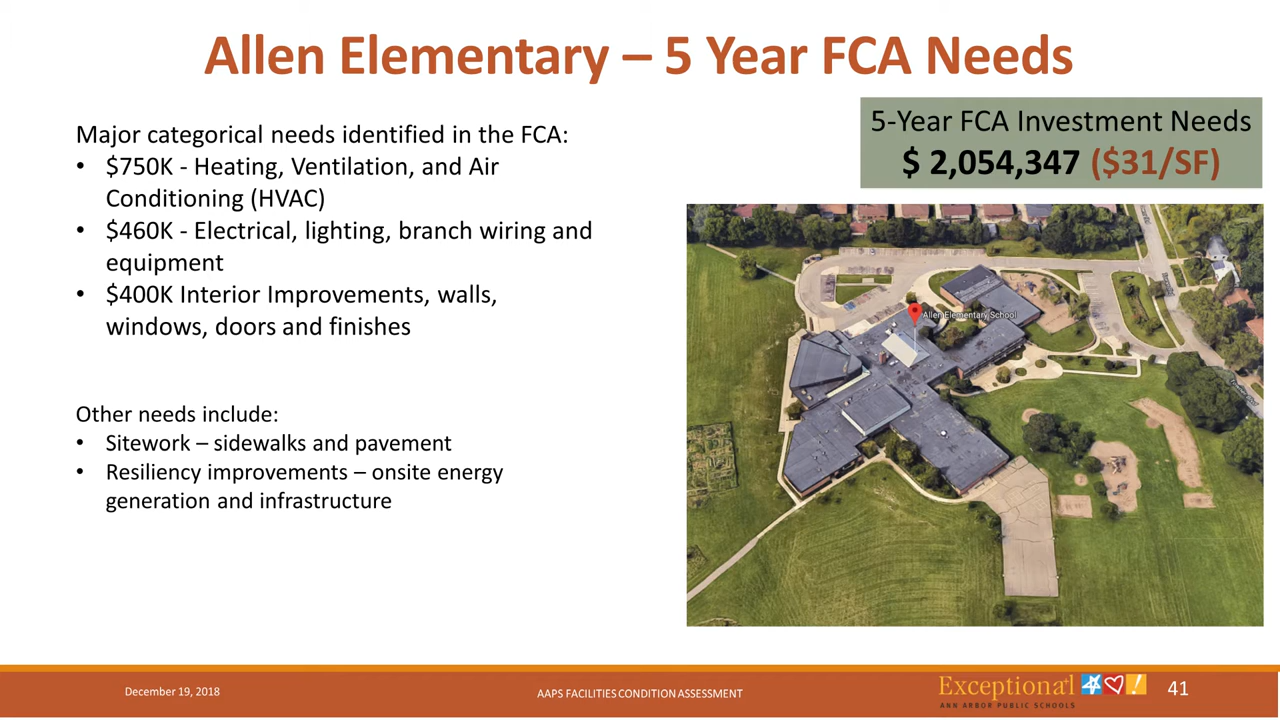 Allen Elementary – 5 Year FCA Needs
5-Year FCA Investment Needs
$ 2,054,347 ($31/SF)
Major categorical needs identified in the FCA:
• $750K - Heating, Ventilation, and Air
Conditioning (HVAC)
• $460K - Electrical, lighting, branch wiring and
equipment
• $400K Interior Improvements, walls,
windows, doors and finishes
Other needs include:
• Sitework – sidewalks and pavement
• Resiliency improvements – onsite energy
generation and infrastructure
Allen Elementary School
December 19, 2018
AAPS FACILITIES CONDITION ASSESSMENT
Exceptional
ANN ARBOR PUBLIC SCHOOLS
41